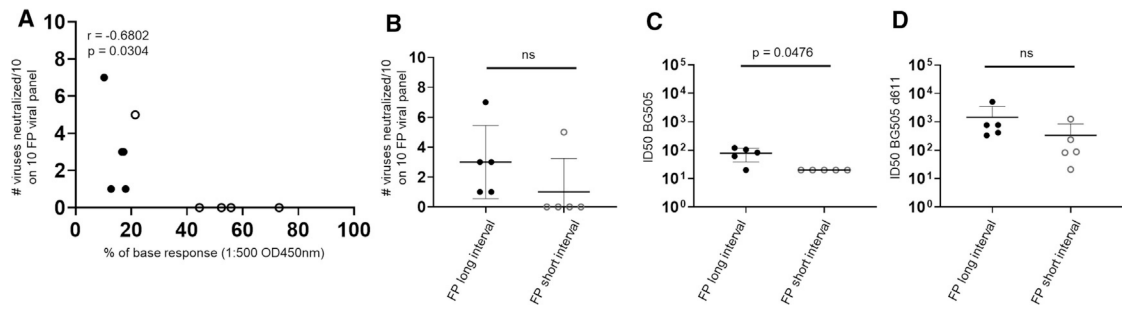 A
r = -0.6802
p = 0.0304
# viruses neutralized/10
on 10 FP viral panel
10
8
6
4
2
0
0
20
40
60
80
100
% of base response (1:500 OD450nm)
B
ns
# viruses neutralized/10
on 10 FP viral panel
10
8
6
4
2
0
FP long interval
FP short interval
C
p = 0.0476
ID50 BG505
10⁵
10⁴
10³
10²
10¹
10⁰
FP long interval
FP short interval
D
ns
ID50 BG505 d611
10⁵
10⁴
10³
10²
10¹
10⁰
FP long interval
FP short interval